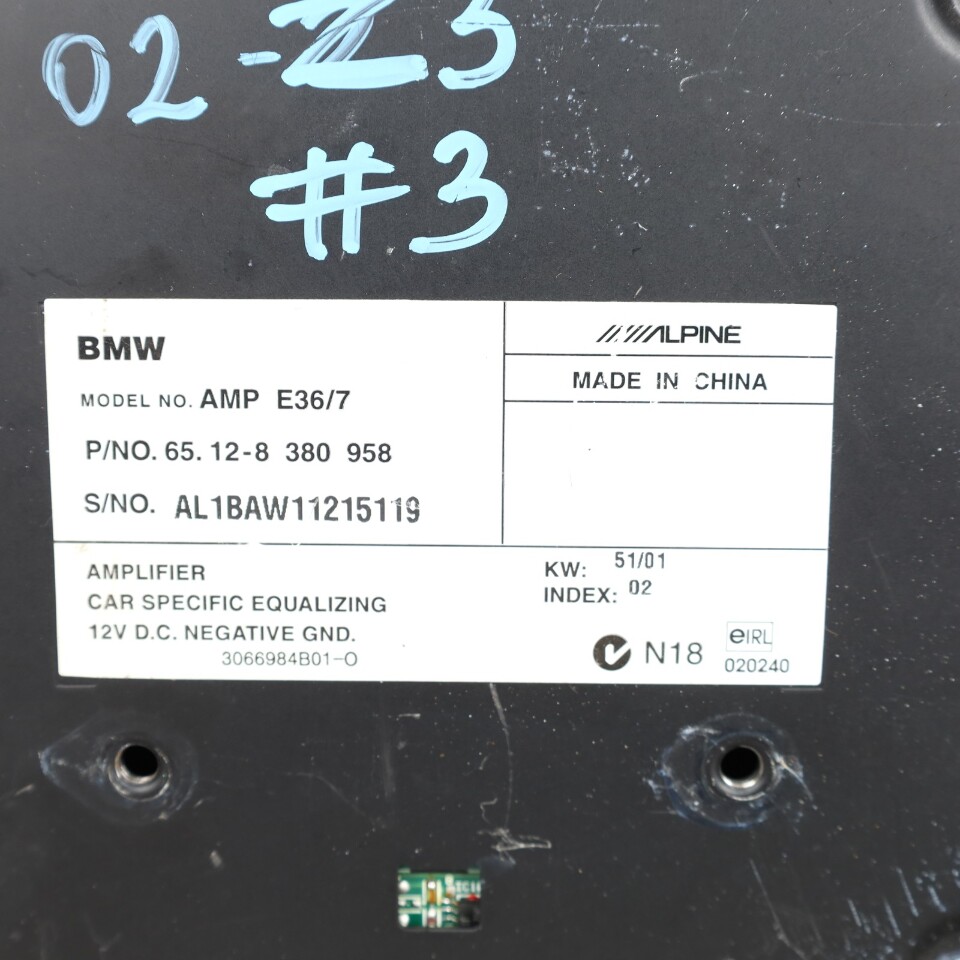 02-Z3
#3
BMW
MODEL NO. AMP E36/7
P/NO. 65. 12-8 380 958
S/NO. AL1BAW11215119
ALPINE
MADE IN CHINA
AMPLIFIER
CAR SPECIFIC EQUALIZING
12V D.C. NEGATIVE GND.
3066984B01-O
KW: 51/01
INDEX: 02
N18
eIRL
020240